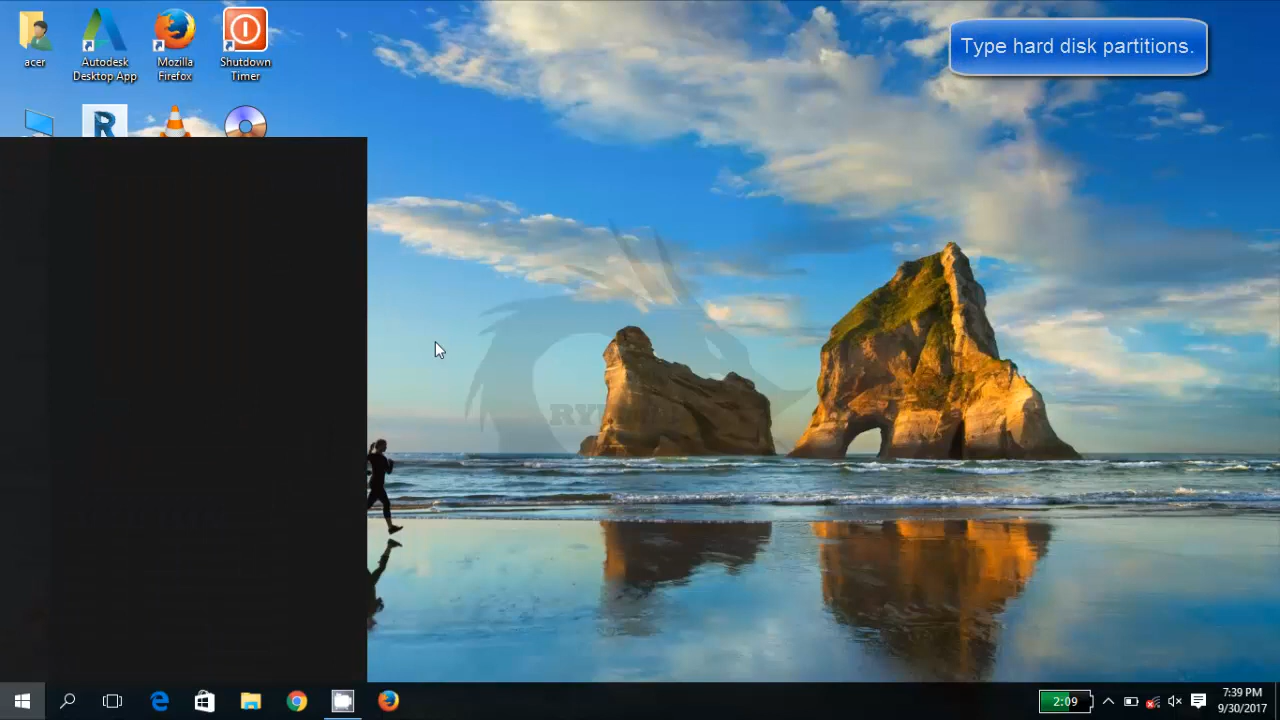 acer
Autodesk
Desktop App
Mozilla
Firefox
Shutdown
Timer
Type hard disk partitions.
R
2:09
7:39 PM
9/30/2017